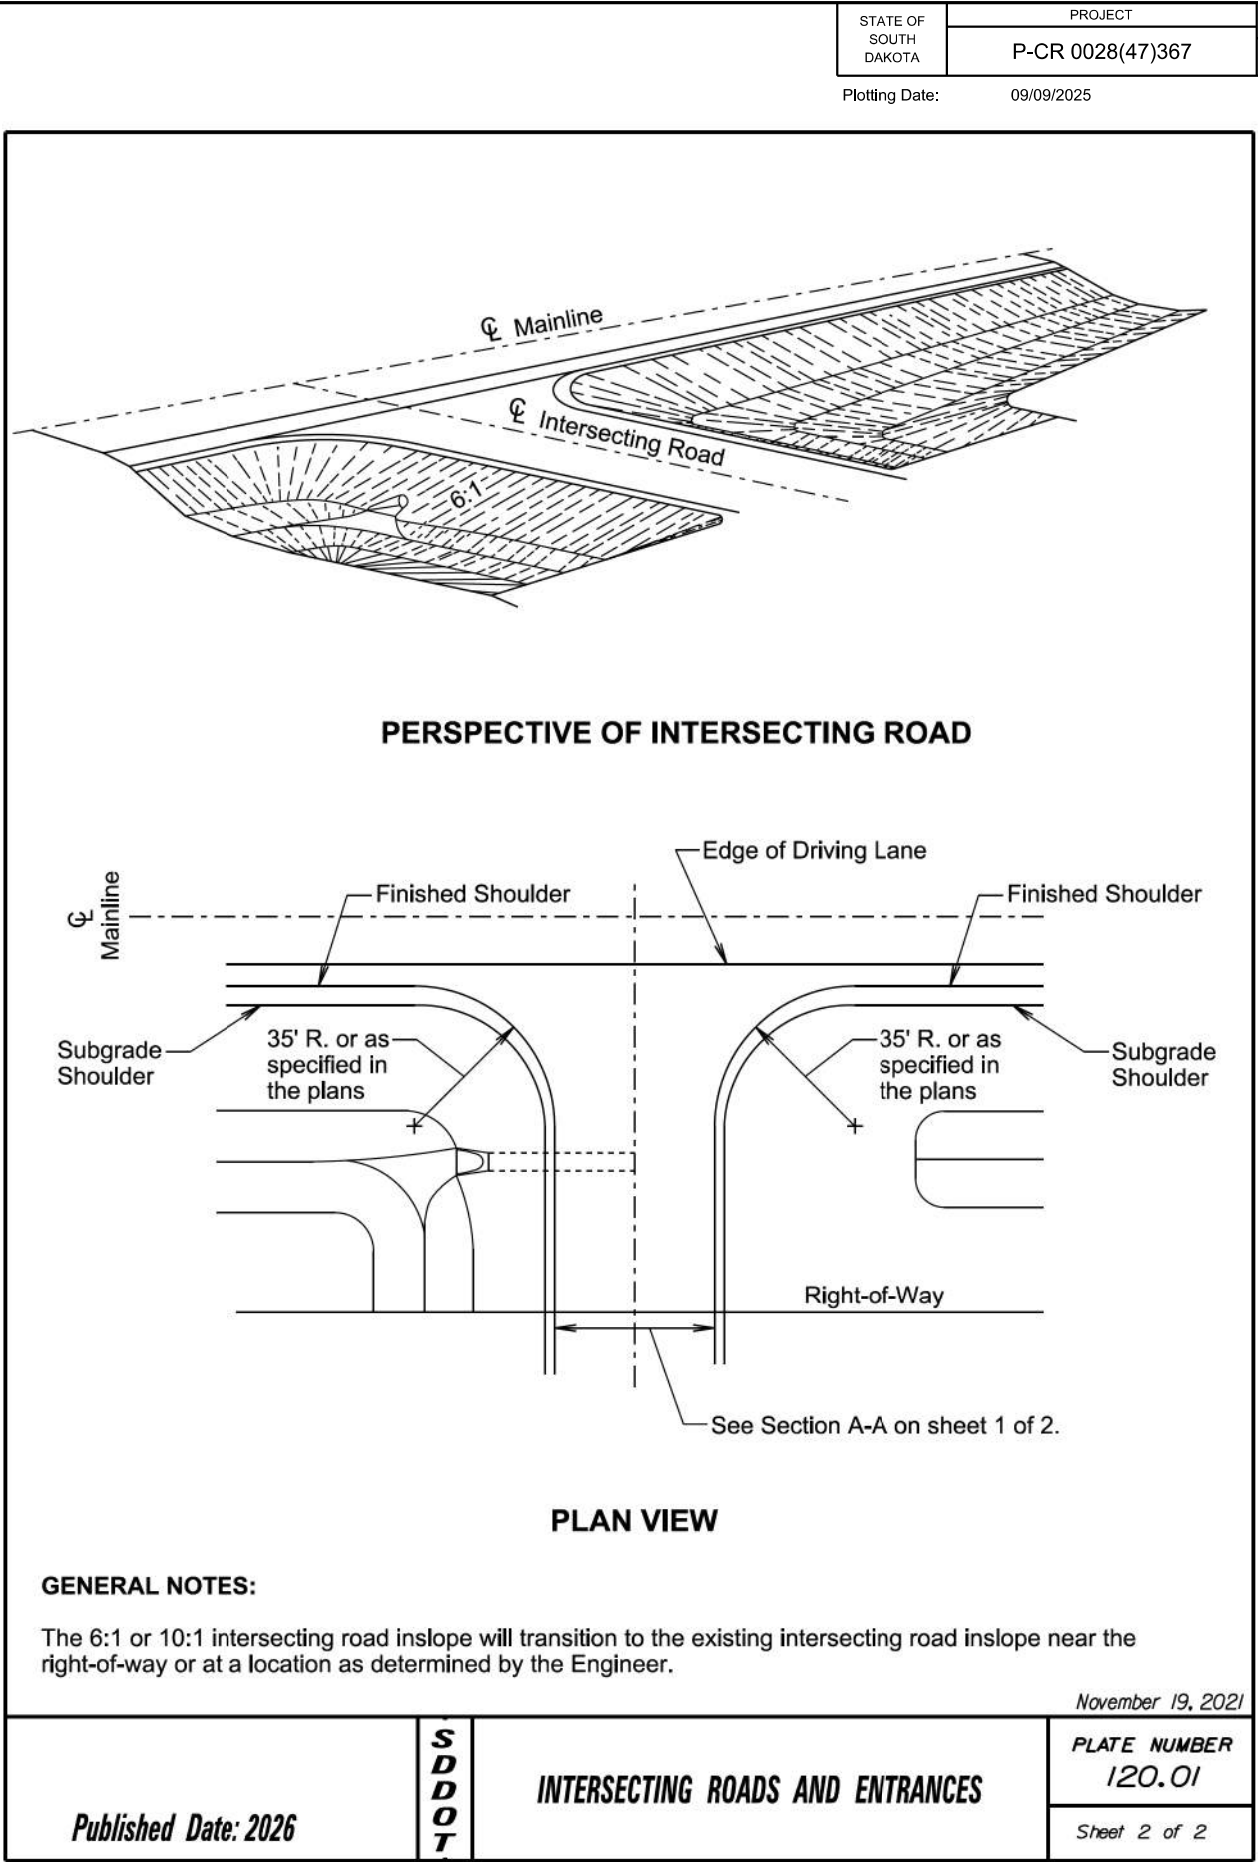 STATE OF
SOUTH
DAKOTA
PROJECT
P-CR 0028(47)367
Plotting Date: 09/09/2025
℄ Mainline
℄ Intersecting Road
6:1
PERSPECTIVE OF INTERSECTING ROAD
Edge of Driving Lane
Finished Shoulder
Finished Shoulder
℄
Mainline
Subgrade
Shoulder
35' R. or as
specified in
the plans
35' R. or as
specified in
the plans
Subgrade
Shoulder
Right-of-Way
See Section A-A on sheet 1 of 2.
PLAN VIEW
GENERAL NOTES:
The 6:1 or 10:1 intersecting road inslope will transition to the existing intersecting road inslope near the
right-of-way or at a location as determined by the Engineer.
November 19, 2021
Published Date: 2026
SDDOT
INTERSECTING ROADS AND ENTRANCES
PLATE NUMBER
120.01
Sheet 2 of 2